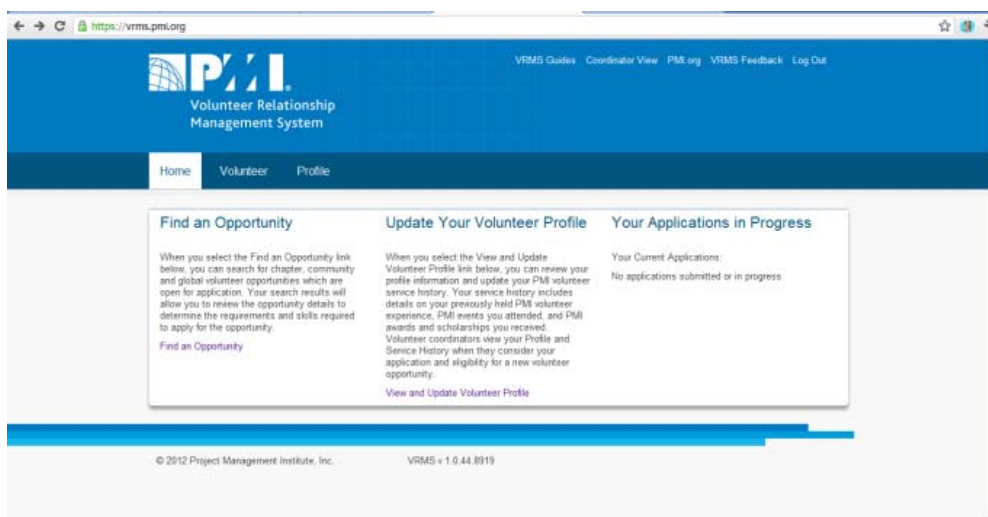 https://vrms.pmi.org
VRMS Guides Coordinator View PMI.org VRMS Feedback Log Out
PMI.
Volunteer Relationship
Management System
Home Volunteer Profile
Find an Opportunity
When you select the Find an Opportunity link
below, you can search for chapter, community
and global volunteer opportunities which are
open for application. Your search results will
allow you to review the opportunity details to
determine the requirements and skills required
to apply for the opportunity.
Find an Opportunity
Update Your Volunteer Profile
When you select the View and Update
Volunteer Profile link below, you can review your
profile information and update your PMI volunteer
service history. Your service history includes
details on your previously held PMI volunteer
experience, PMI events you attended, and PMI
awards and scholarships you received.
Volunteer coordinators view your Profile and
Service History when they consider your
application and eligibility for a new volunteer
opportunity.
View and Update Volunteer Profile
Your Applications in Progress
Your Current Applications:
No applications submitted or in progress
© 2012 Project Management Institute, Inc. VRMS v 1.0.44.8919